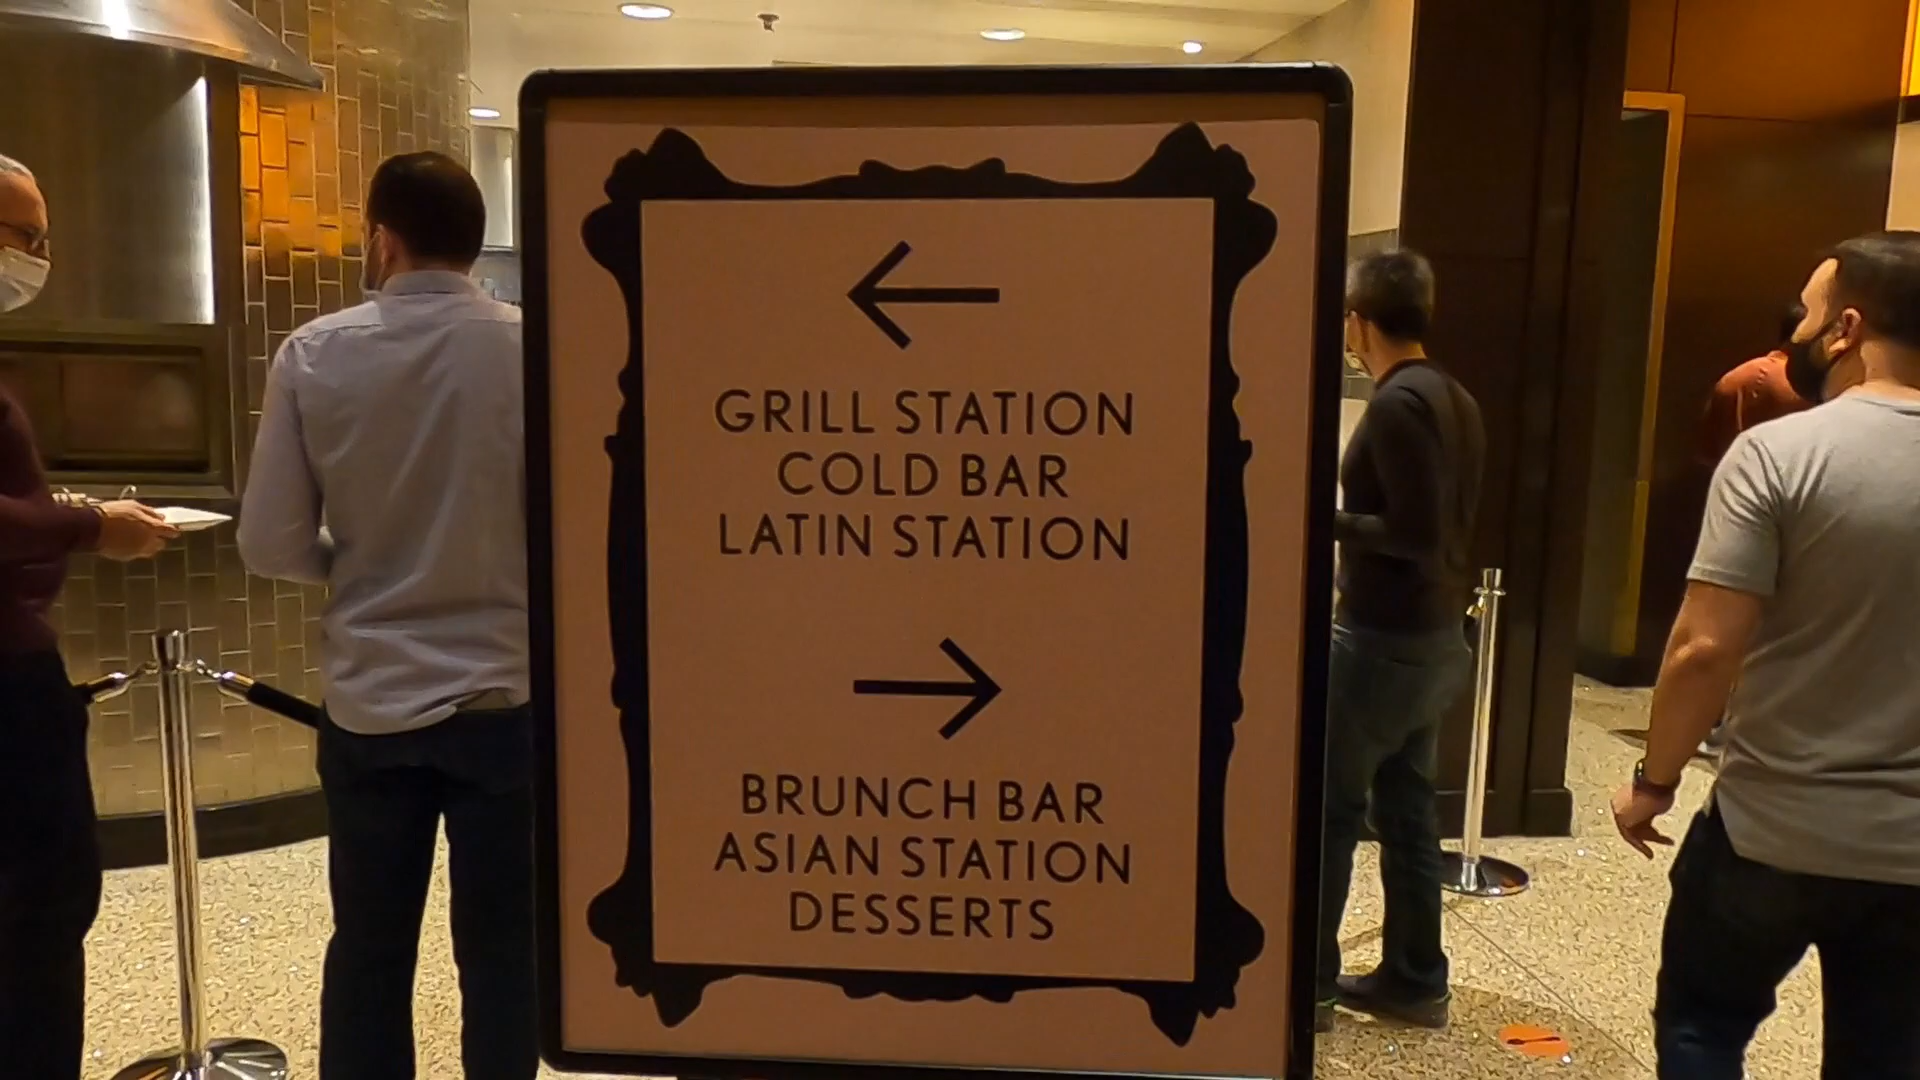 GRILL STATION
COLD BAR
LATIN STATION
BRUNCH BAR
ASIAN STATION
DESSERTS